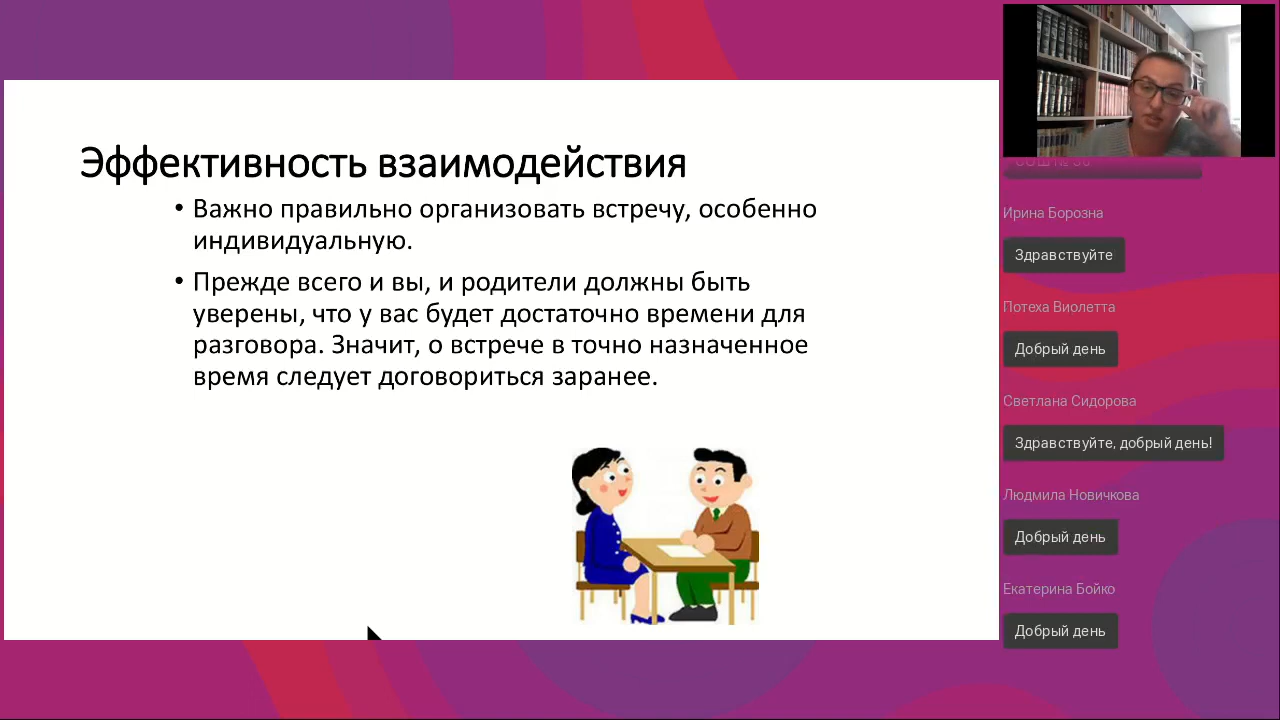 Эффективность взаимодействия
• Важно правильно организовать встречу, особенно
индивидуальную.
• Прежде всего и вы, и родители должны быть
уверены, что у вас будет достаточно времени для
разговора. Значит, о встрече в точно назначенное
время следует договориться заранее.
Ирина Борозна
Здравствуйте
Потеха Виолетта
Добрый день
Светлана Сидорова
Здравствуйте, добрый день!
Людмила Новичкова
Добрый день
Екатерина Бойко
Добрый день